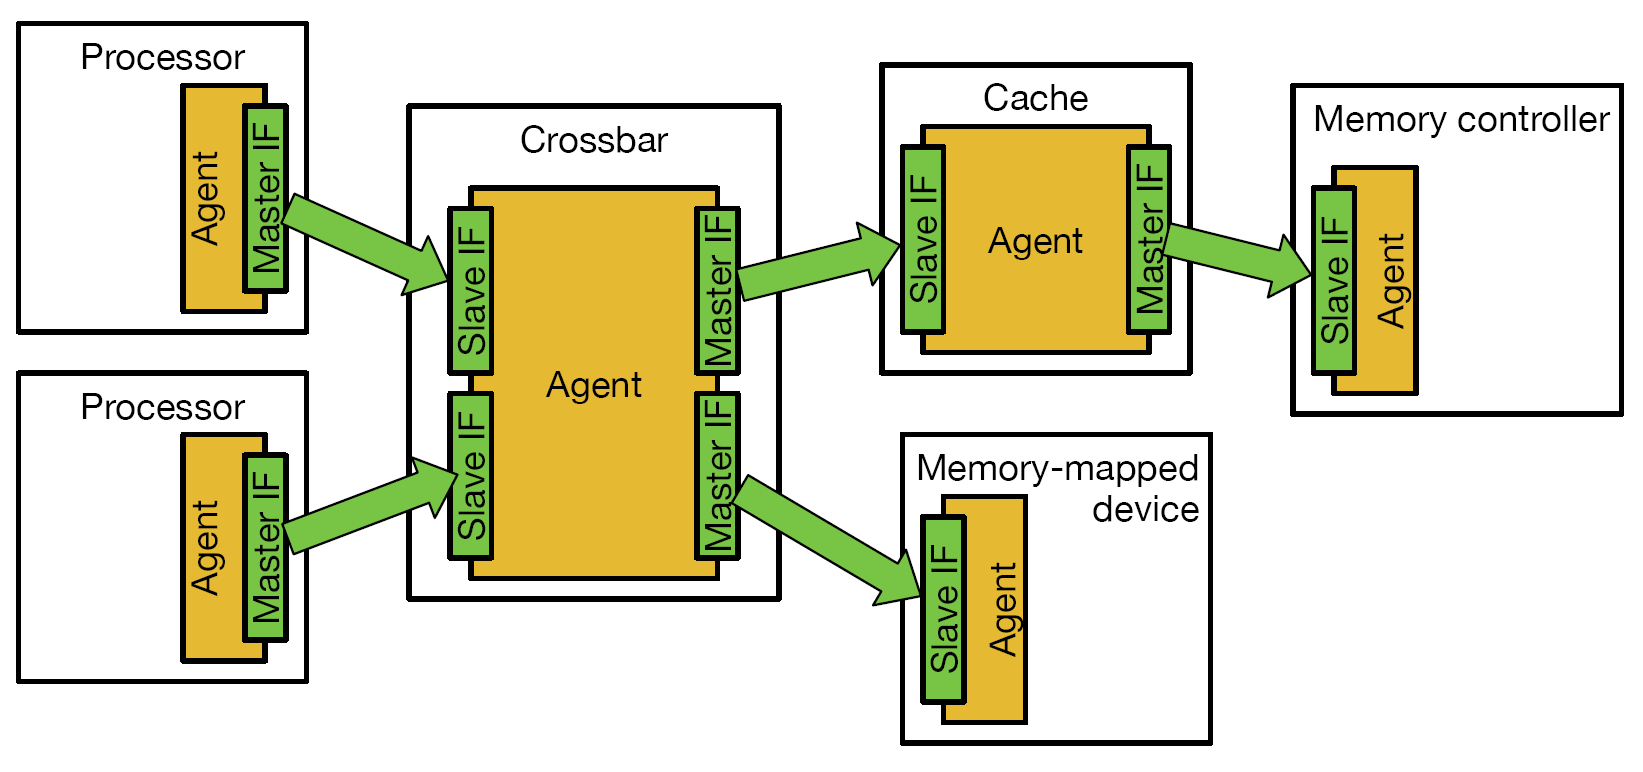 Processor
Agent
Master IF
Processor
Agent
Master IF
Crossbar
Slave IF
Slave IF
Agent
Master IF
Master IF
Cache
Slave IF
Agent
Master IF
Memory controller
Slave IF
Agent
Memory-mapped
device
Slave IF
Agent